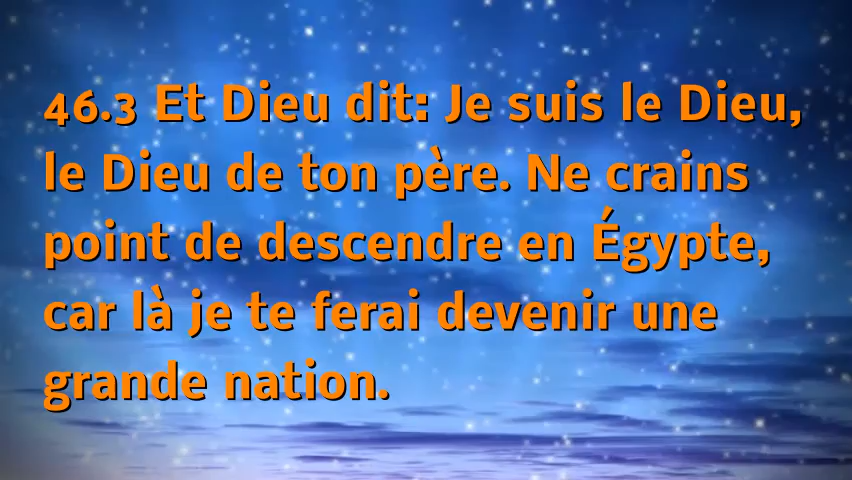 46.3 Et Dieu dit: Je suis le Dieu,
le Dieu de ton père. Ne crains
point de descendre en Égypte,
car là je te ferai devenir une
grande nation.